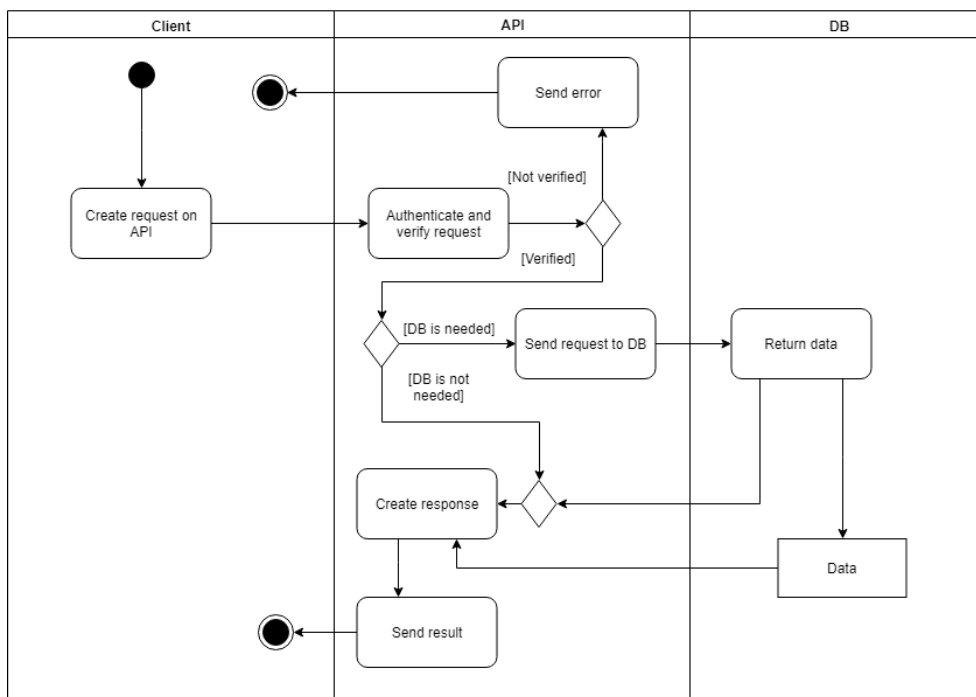 Client
API
DB
Send error
[Not verified]
Create request on
API
Authenticate and
verify request
[Verified]
[DB is needed]
Send request to DB
Return data
[DB is not
needed]
Create response
Data
Send result